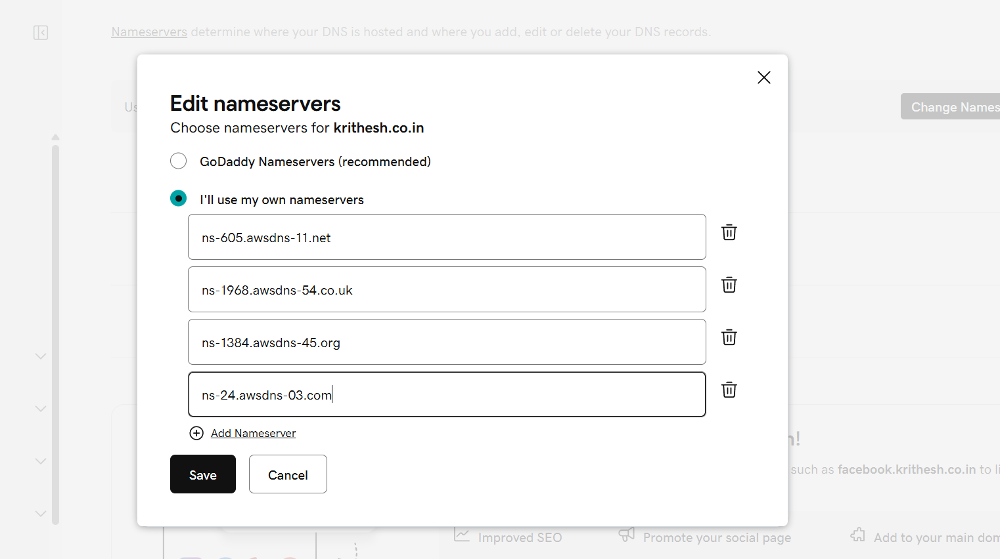 Nameservers determine where your DNS is hosted and where you add, edit or delete your DNS records.
Us
Change Names
Edit nameservers
Choose nameservers for krithesh.co.in
GoDaddy Nameservers (recommended)
I'll use my own nameservers
ns-605.awsdns-11.net
ns-1968.awsdns-54.co.uk
ns-1384.awsdns-45.org
ns-24.awsdns-03.com
Add Nameserver
Save Cancel
!
such as facebook.krithesh.co.in to li
Improved SEO
Promote your social page
Add to your main dom